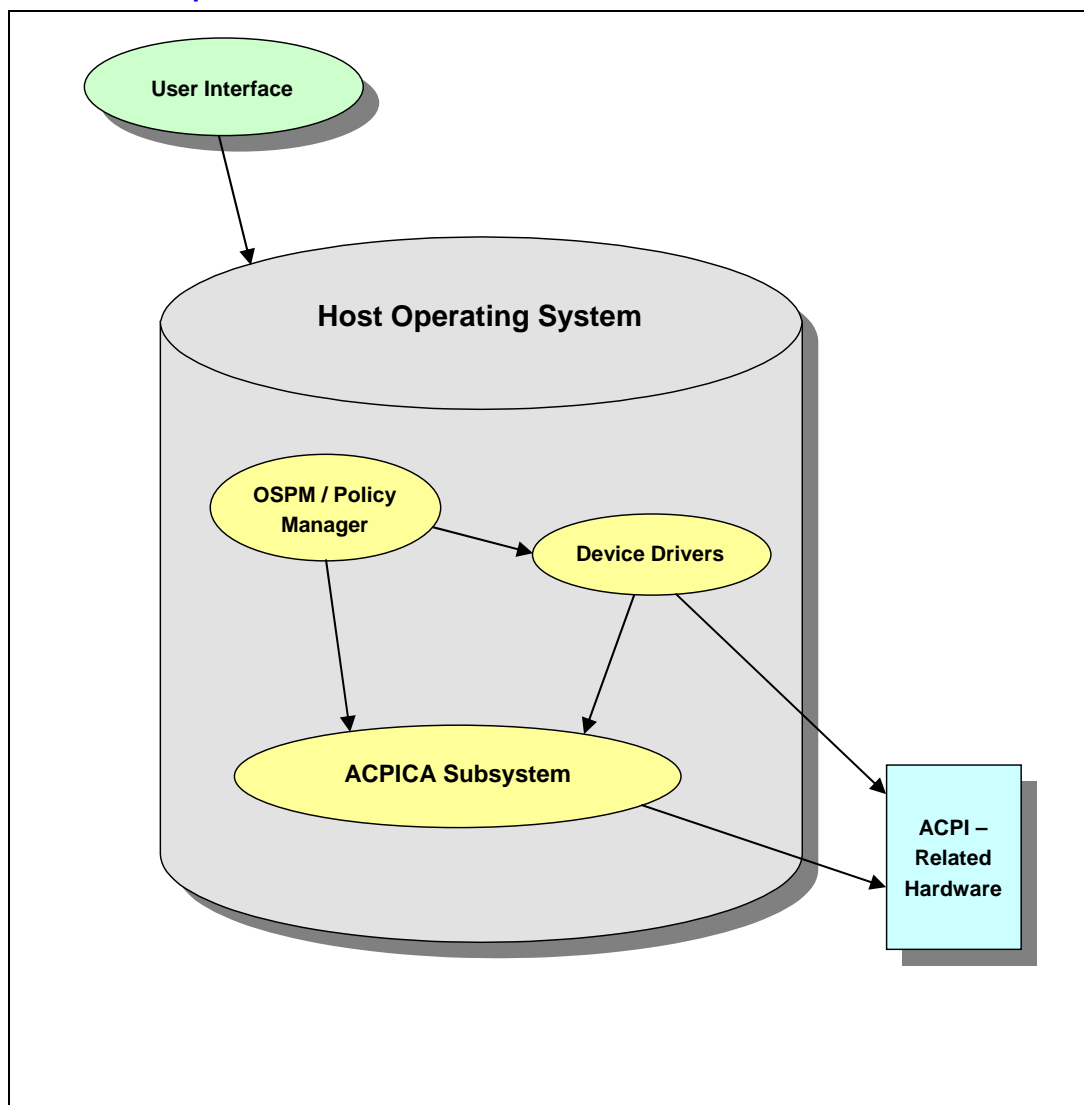 User Interface
Host Operating System
OSPM / Policy
Manager
Device Drivers
ACPICA Subsystem
ACPI –
Related
Hardware